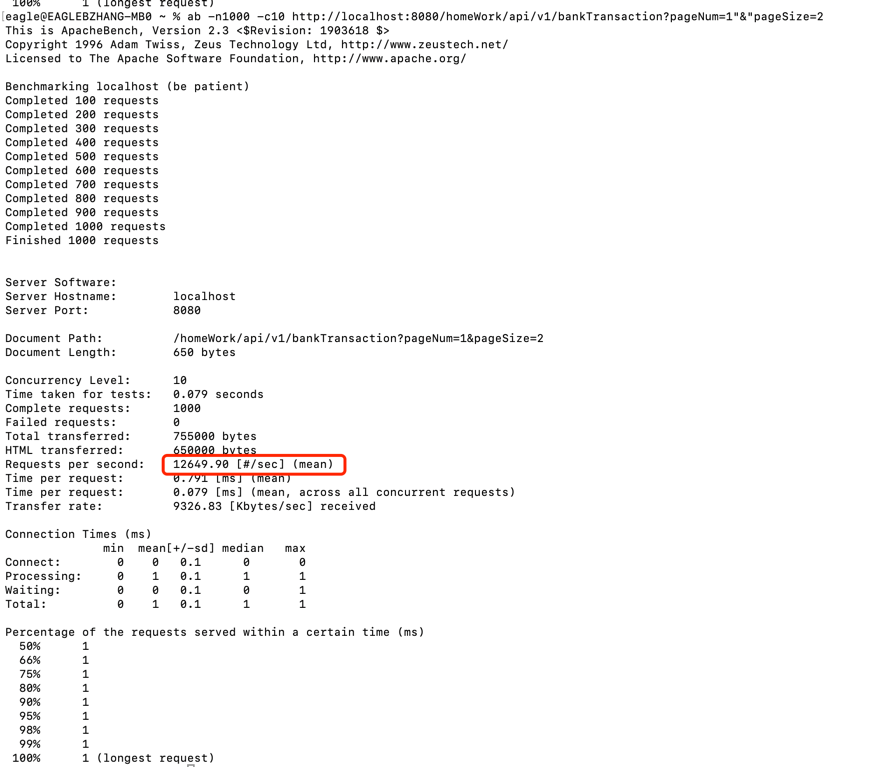 100%      1 (longest request)
[eagle@EAGLEBZHANG-MB0 ~ % ab -n1000 -c10 http://localhost:8080/homeWork/api/v1/bankTransaction?pageNum=1"&"pageSize=2
This is ApacheBench, Version 2.3 <$Revision: 1903618 $>
Copyright 1996 Adam Twiss, Zeus Technology Ltd, http://www.zeustech.net/
Licensed to The Apache Software Foundation, http://www.apache.org/

Benchmarking localhost (be patient)
Completed 100 requests
Completed 200 requests
Completed 300 requests
Completed 400 requests
Completed 500 requests
Completed 600 requests
Completed 700 requests
Completed 800 requests
Completed 900 requests
Completed 1000 requests
Finished 1000 requests


Server Software:
Server Hostname:        localhost
Server Port:            8080

Document Path:          /homeWork/api/v1/bankTransaction?pageNum=1&pageSize=2
Document Length:        650 bytes

Concurrency Level:      10
Time taken for tests:   0.079 seconds
Complete requests:      1000
Failed requests:        0
Total transferred:      755000 bytes
HTML transferred:       650000 bytes
Requests per second:    12649.90 [#/sec] (mean)
Time per request:       0.791 [ms] (mean)
Time per request:       0.079 [ms] (mean, across all concurrent requests)
Transfer rate:          9326.83 [Kbytes/sec] received

Connection Times (ms)
              min  mean[+/-sd] median   max
Connect:        0    0   0.1      0       0
Processing:     0    1   0.1      1       1
Waiting:        0    0   0.1      0       1
Total:          0    1   0.1      1       1

Percentage of the requests served within a certain time (ms)
  50%      1
  66%      1
  75%      1
  80%      1
  90%      1
  95%      1
  98%      1
  99%      1
 100%      1 (longest request)